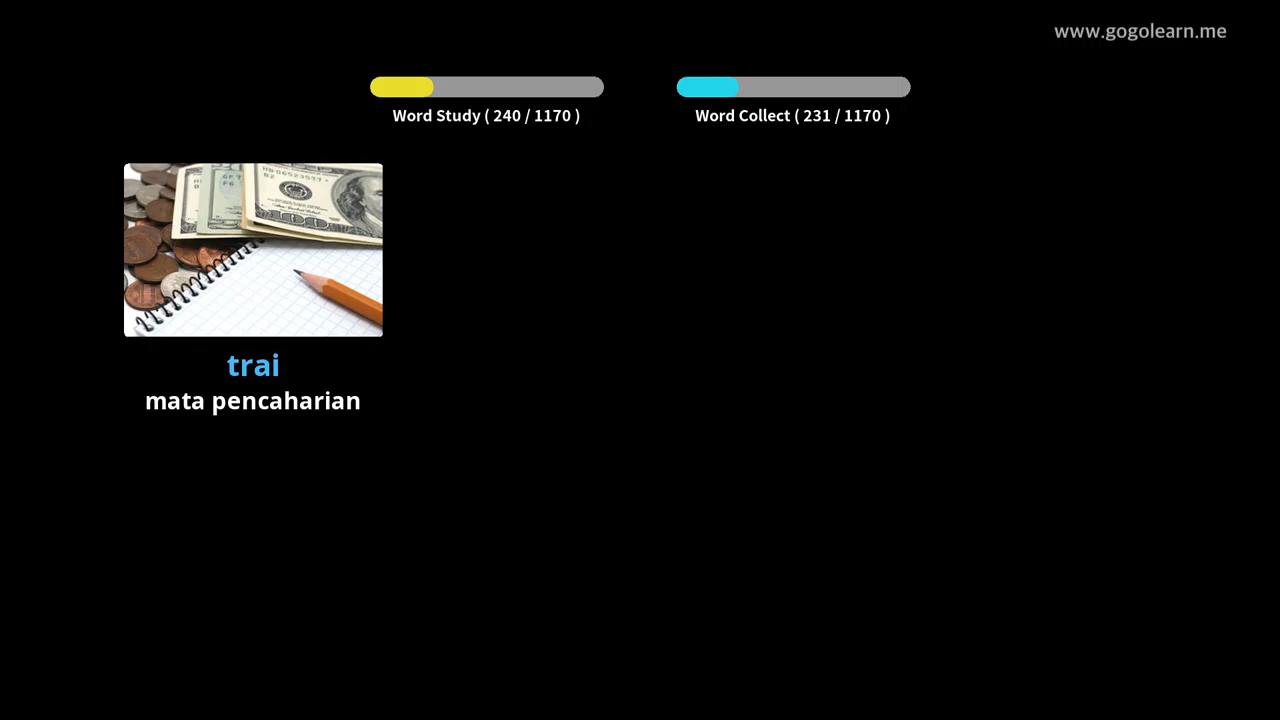 www.gogolearn.me
Word Study ( 240 / 1170 )
Word Collect ( 231 / 1170 )
trai
mata pencaharian